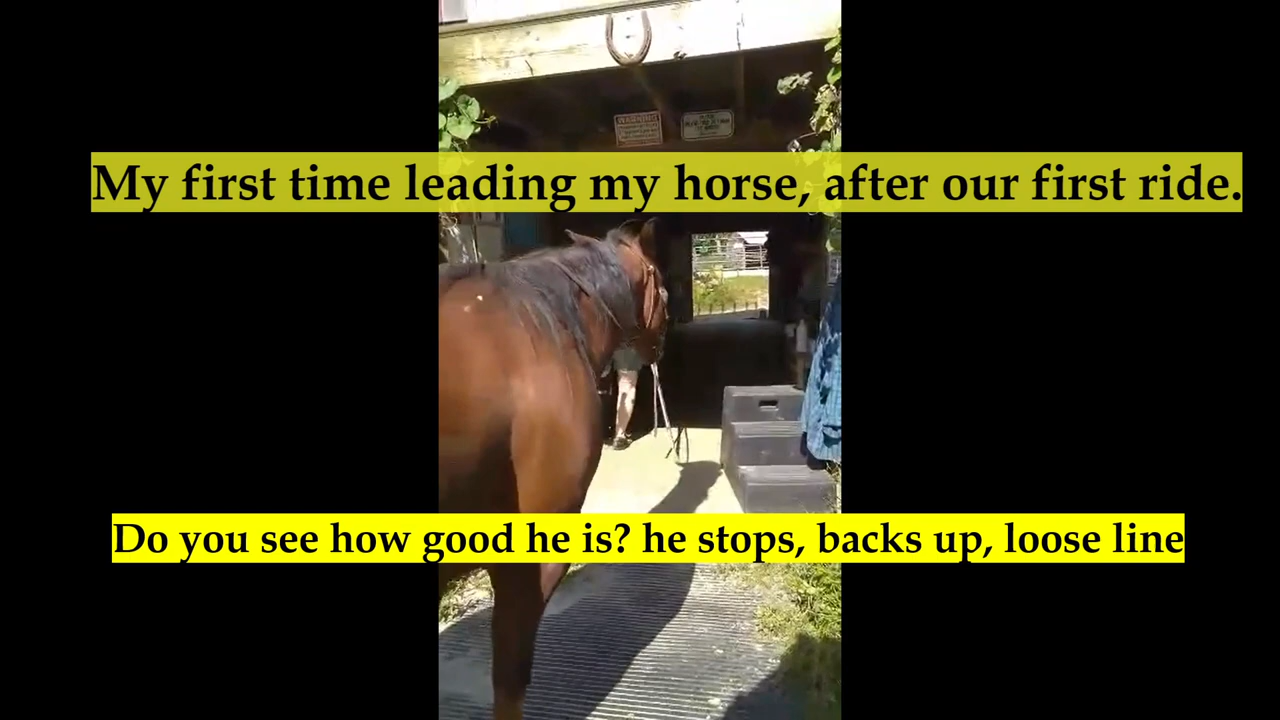 WARNING
My first time leading my horse, after our first ride.
Do you see how good he is? he stops, backs up, loose line